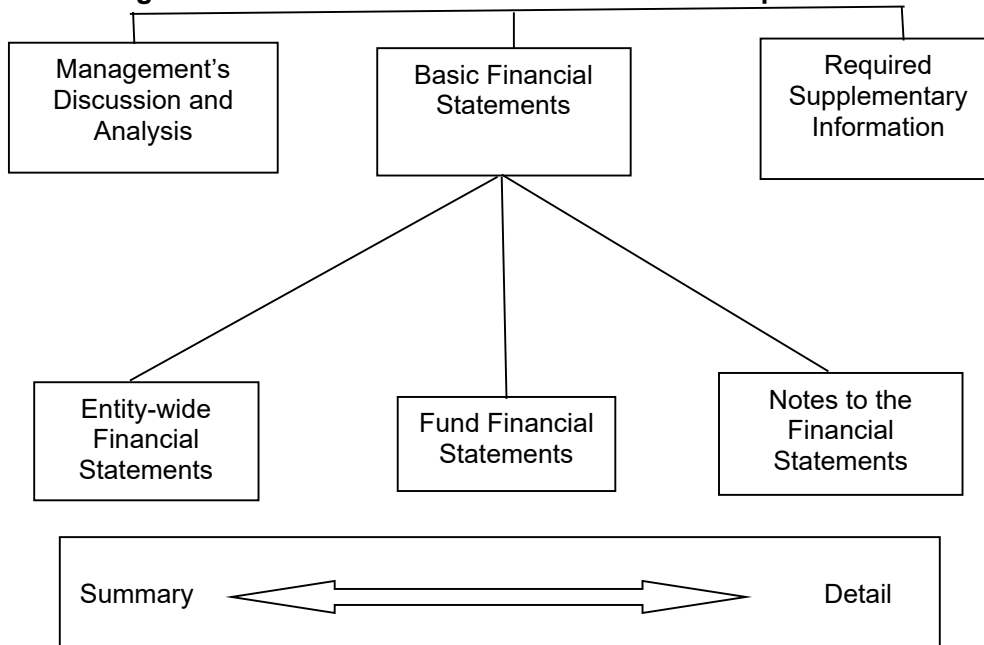 Management's
Discussion and
Analysis
Basic Financial
Statements
Required
Supplementary
Information
Entity-wide
Financial
Statements
Fund Financial
Statements
Notes to the
Financial
Statements
Summary
Detail